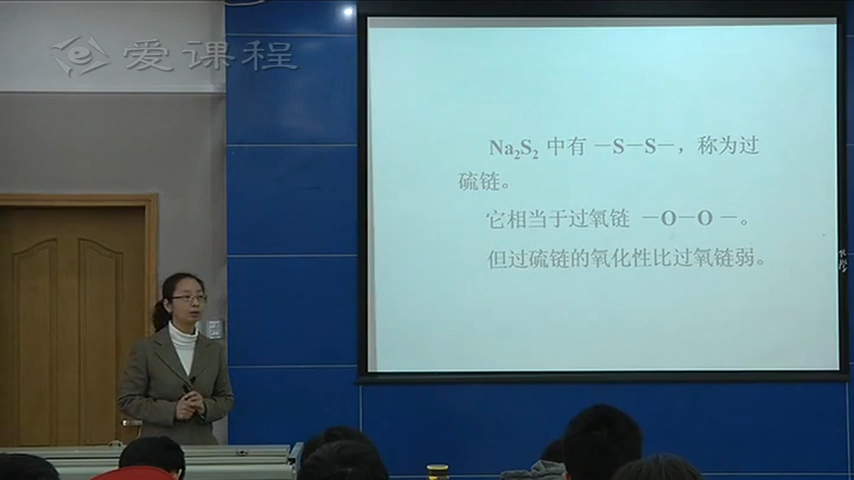 爱课程
Na₂S₂ 中有 —S—S—，称为过
硫链。
它相当于过氧链 —O—O —。
但过硫链的氧化性比过氧链弱。